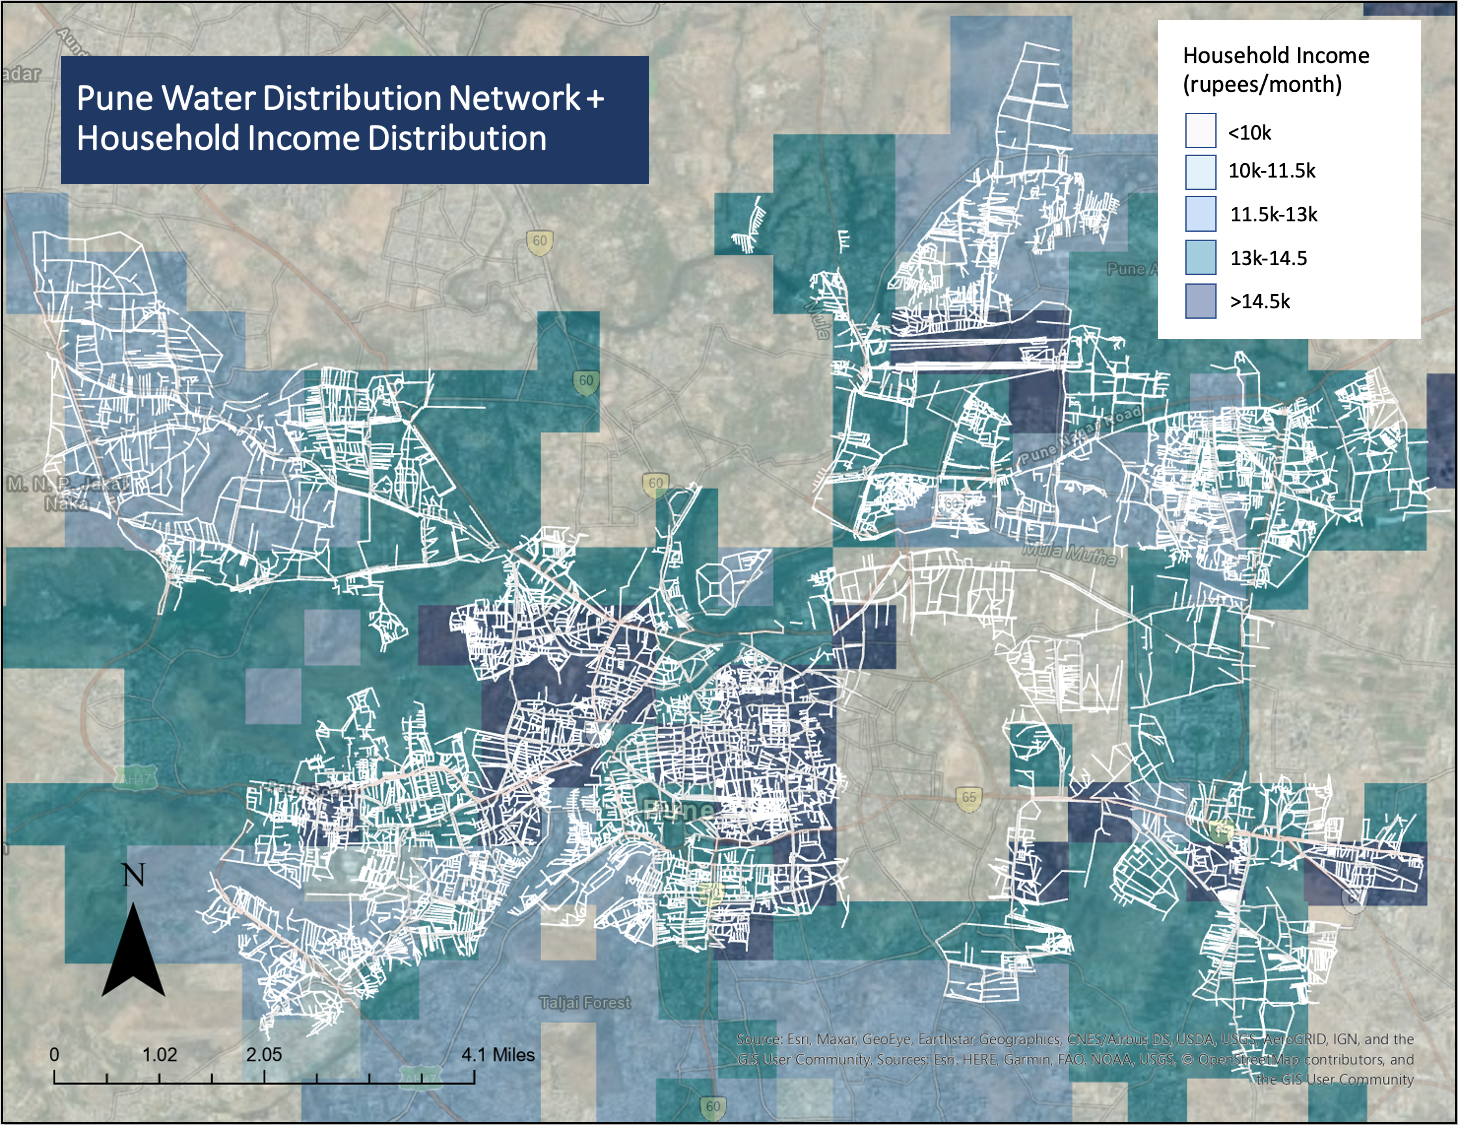 Pune Water Distribution Network +
Household Income Distribution
Household Income
(rupees/month)
<10k
10k-11.5k
11.5k-13k
13k-14.5
>14.5k
adar
60
Mula
60
Pune Nagar Road
60
M. N. P. Jakat
Naka
Mula Mutha
AH47
Pune
65
N
Taljai Forest
0 1.02 2.05 4.1 Miles
60
Source: Esri, Maxar, GeoEye, Earthstar Geographics, CNES/Airbus DS, USDA, USGS, AeroGRID, IGN, and the
GIS User Community, Sources: Esri, HERE, Garmin, FAO, NOAA, USGS, © OpenStreetMap contributors, and
the GIS User Community